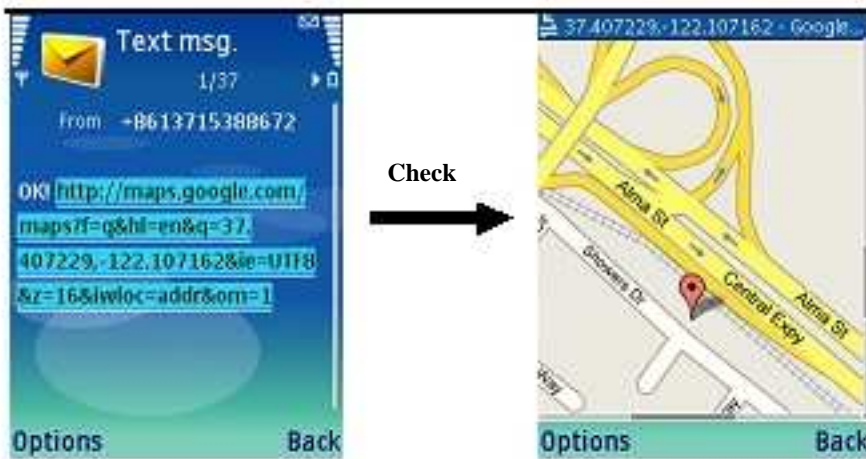 Text msg.
1/37
From +8613715388672
OK! http://maps.google.com/
maps?f=q&hl=en&q=37.
407229,-122.107162&ie=UTF8
&z=16&iwloc=addr&om=1
Options Back
Check
37.407229,-122.107162 - Google...
Alma St
Showers Dr
Central Expy
Alma St
Options Back